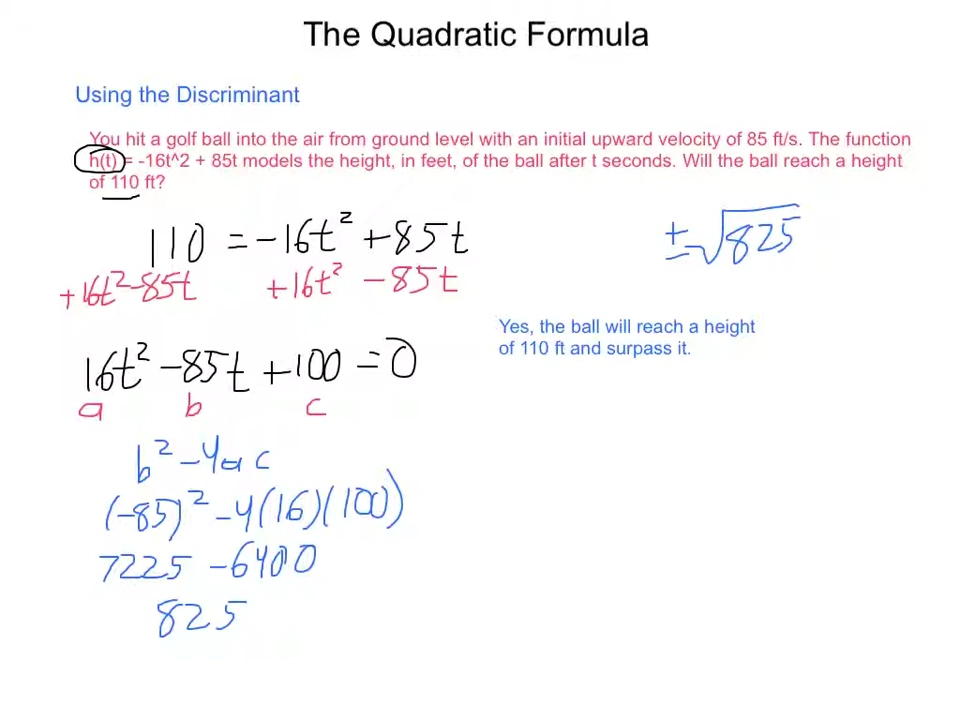 The Quadratic Formula
Using the Discriminant
You hit a golf ball into the air from ground level with an initial upward velocity of 85 ft/s. The function
h(t) = -16t^2 + 85t models the height, in feet, of the ball after t seconds. Will the ball reach a height
of 110 ft?
110 = -16t² + 85t
+16t² -85t +16t² -85t
16t² - 85t + 100 = 0
a b c
b² - 4ac
(-85)² - 4(16)(100)
7225 - 6400
825
±√825
Yes, the ball will reach a height
of 110 ft and surpass it.